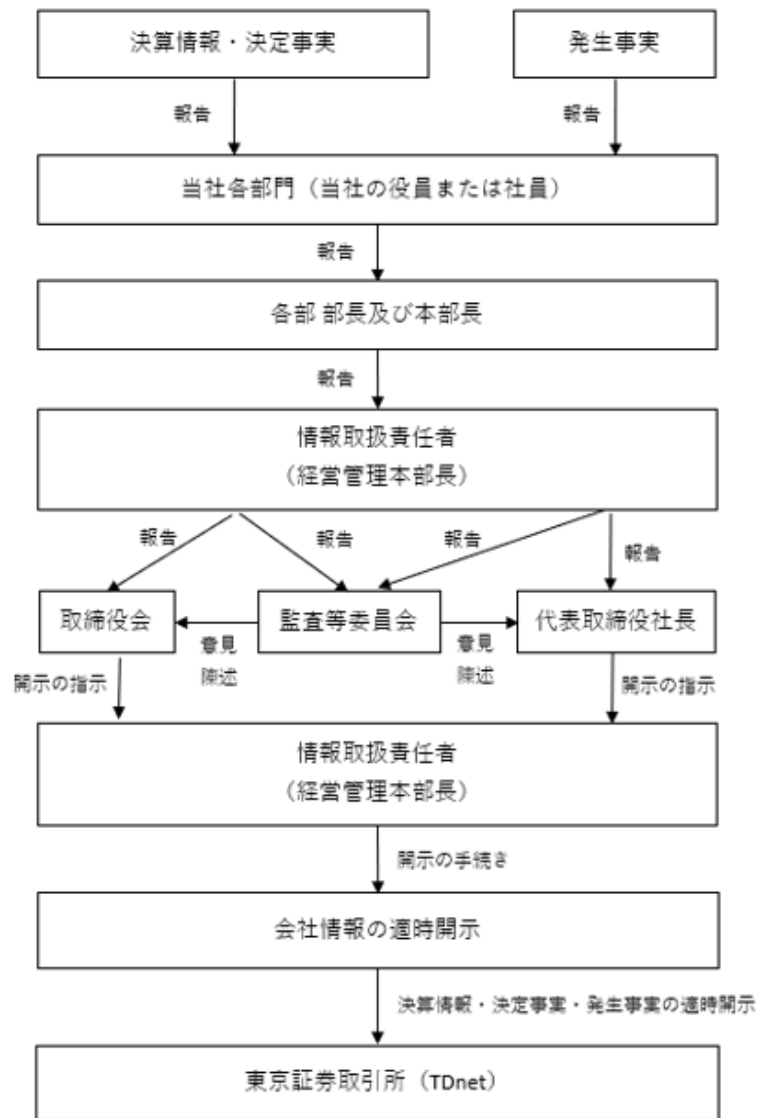 決算情報・決定事実
発生事実
報告
報告
当社各部門（当社の役員または社員）
報告
各部 部長及び本部長
報告
情報取扱責任者
（経営管理本部長）
報告
報告
報告
報告
取締役会
監査等委員会
代表取締役社長
意見
陳述
意見
陳述
開示の指示
開示の指示
情報取扱責任者
（経営管理本部長）
開示の手続き
会社情報の適時開示
決算情報・決定事実・発生事実の適時開示
東京証券取引所（TDnet）